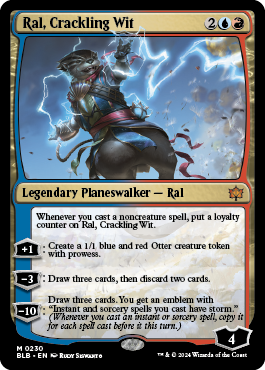 Ral, Crackling Wit 2
Legendary Planeswalker — Ral
Whenever you cast a noncreature spell, put a loyalty
counter on Ral, Crackling Wit.
+1 : Create a 1/1 blue and red Otter creature token
with prowess.
−3 : Draw three cards, then discard two cards.
Draw three cards. You get an emblem with
−10 : “Instant and sorcery spells you cast have storm.”
(Whenever you cast an instant or sorcery spell, copy it
for each spell cast before it this turn.)
4
M 0230
BLB • EN Rudy Siswanto
™ & © 2024 Wizards of the Coast